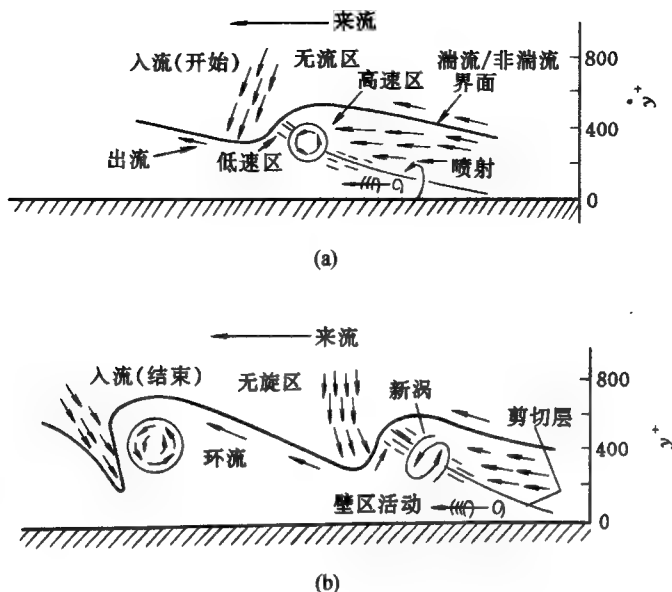 来流
入流(开始)
无流区
湍流/非湍流
界面
高速区
出流
低速区
喷射
800
400
0
y⁺
(a)
来流
入流(结束)
无旋区
新涡
剪切层
环流
壁区活动
800
400
0
y⁺
(b)